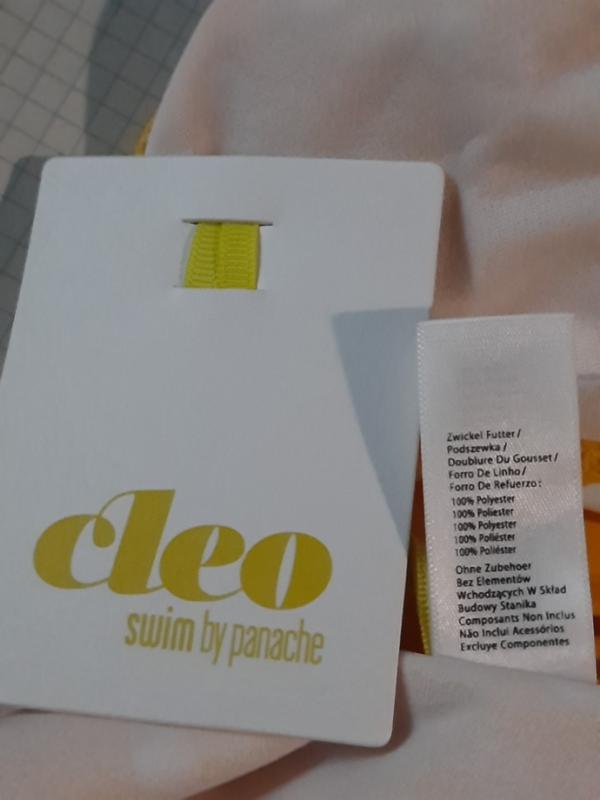 cleo
swim by panache
Zwickel Futter /
Podszewka /
Doublure Du Gousset /
Forro De Linho /
Forro De Refuerzo :
100% Polyester
100% Poliester
100% Polyester
100% Poliéster
100% Poliéster
Ohne Zubehoer
Bez Elementów
Wchodzących W Skład
Budowy Stanika
Composants Non Inclus
Não Inclui Acessórios
Excluye Componentes